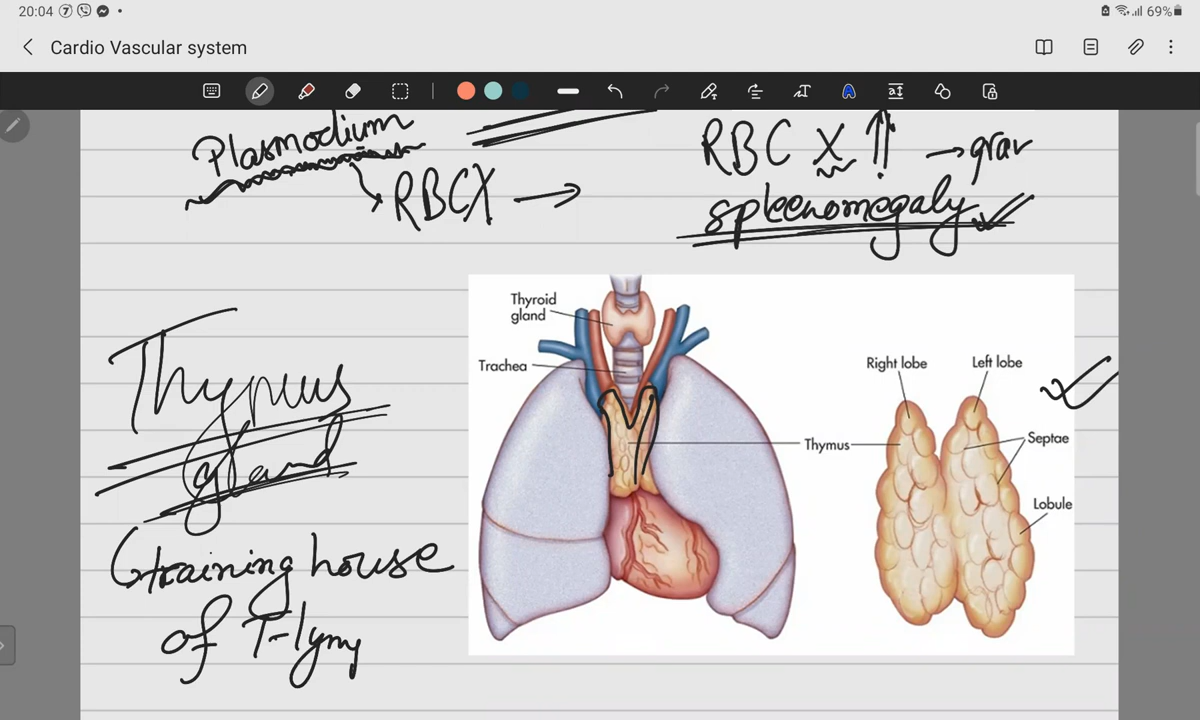 20:04
69%
Cardio Vascular system
Plasmodium
RBC X →
RBC X ⇑ → grav
spleenomegaly ✓
Thyroid
gland
Trachea
Thymus
Right lobe
Left lobe
Septae
Lobule
Thymus
gland
training house
of T-lym